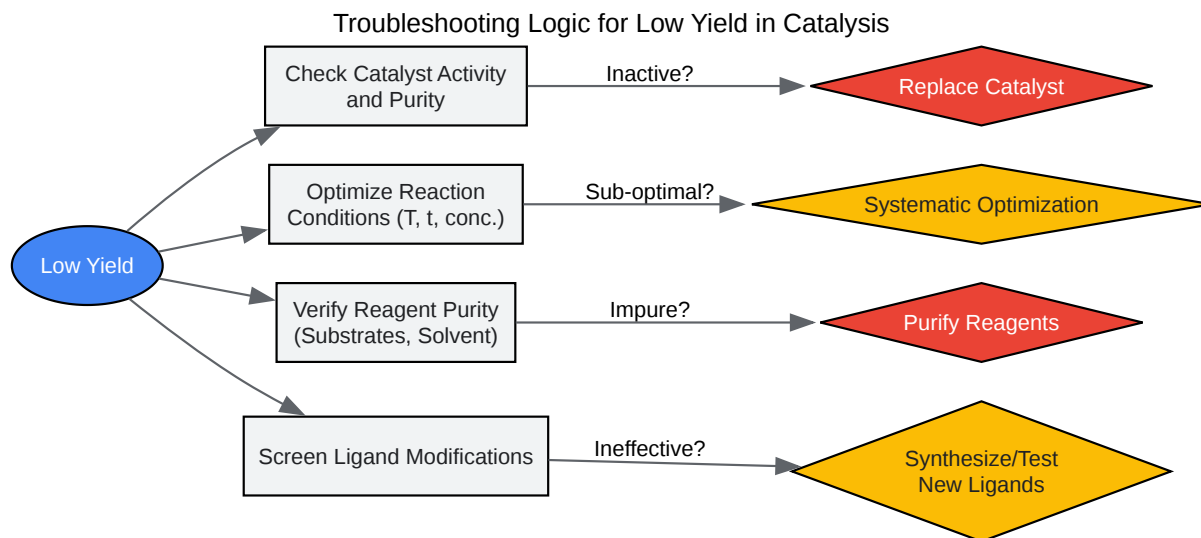 Troubleshooting Logic for Low Yield in Catalysis
Check Catalyst Activity
and Purity
Inactive?
Replace Catalyst
Optimize Reaction
Conditions (T, t, conc.)
Sub-optimal?
Systematic Optimization
Low Yield
Verify Reagent Purity
(Substrates, Solvent)
Impure?
Purify Reagents
Screen Ligand Modifications
Ineffective?
Synthesize/Test
New Ligands